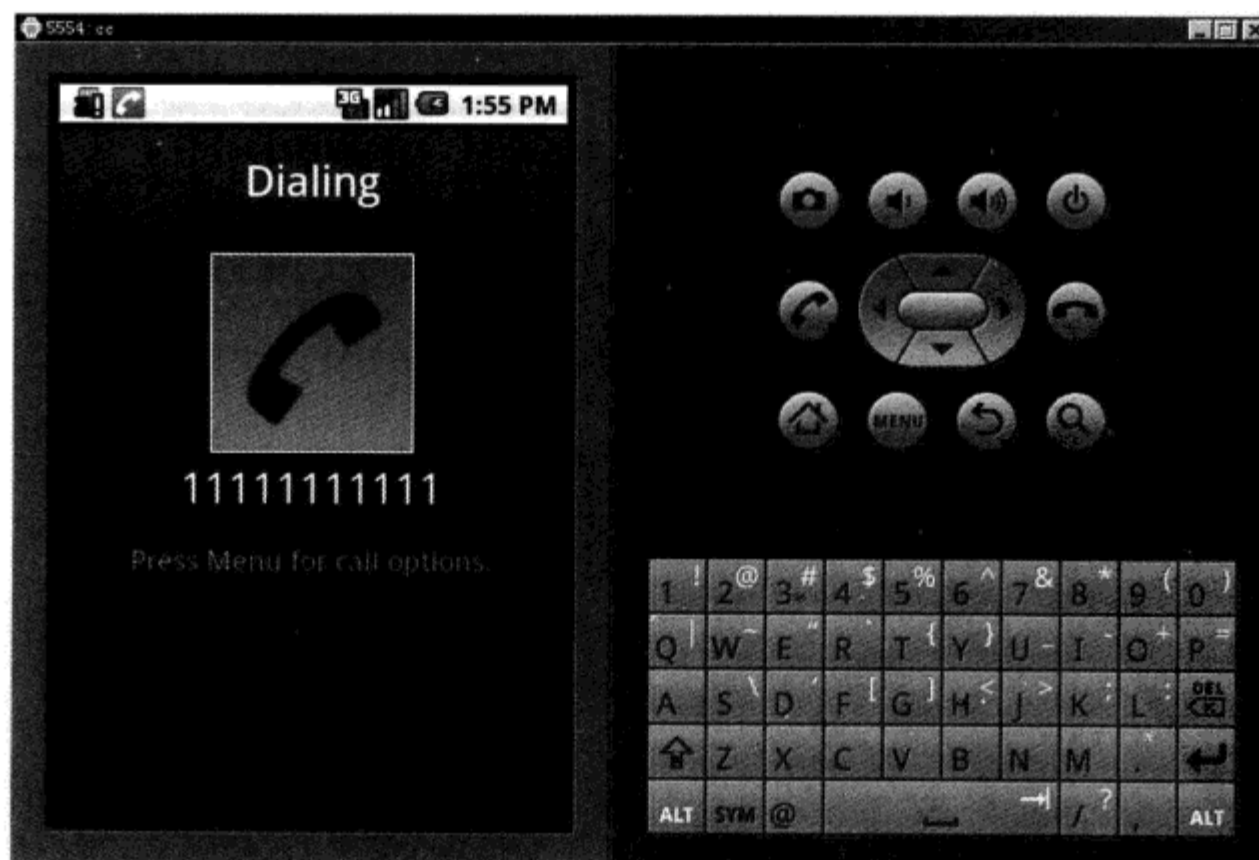 5554:cc
3G 1:55 PM
Dialing
11111111111
Press Menu for call options.
MENU
1 ! 2 @ 3 # 4 $ 5 % 6 ^ 7 & 8 * 9 ( 0 )
Q | W ~ E " R ` T { Y } U _ I - O + P =
A S \ D ' F [ G ] H < J > K ; L : DEL
Z X C V B N M .
ALT SYM @ / ? , ALT